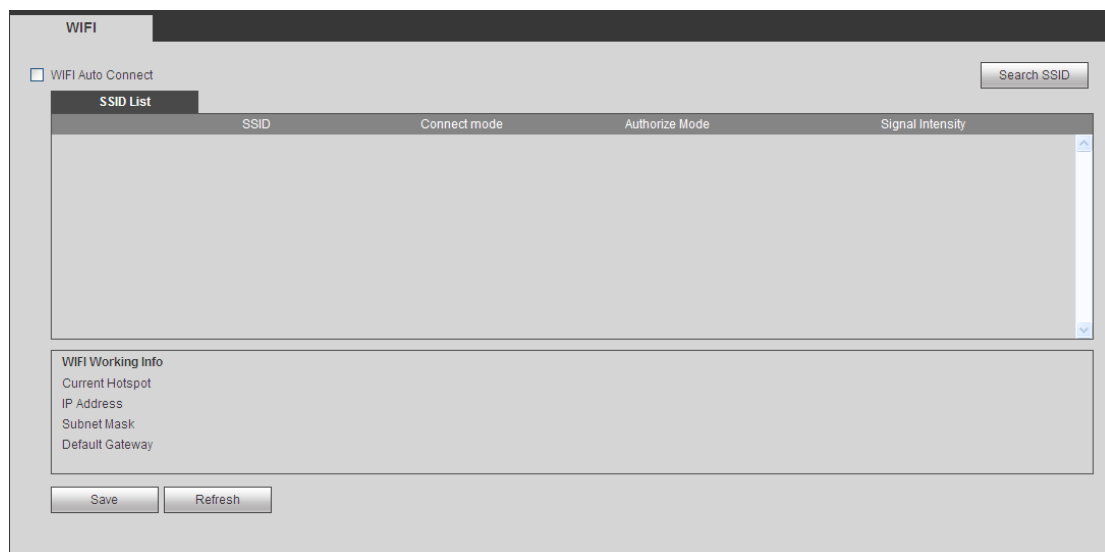 WIFI
WIFI Auto Connect
Search SSID
SSID List
SSID Connect mode Authorize Mode Signal Intensity
WIFI Working Info
Current Hotspot
IP Address
Subnet Mask
Default Gateway
Save Refresh